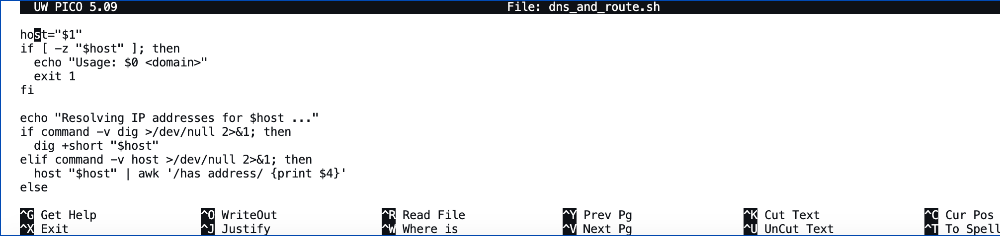 UW PICO 5.09 File: dns_and_route.sh
host="$1"
if [ -z "$host" ]; then
  echo "Usage: $0 <domain>"
  exit 1
fi
echo "Resolving IP addresses for $host ..."
if command -v dig >/dev/null 2>&1; then
  dig +short "$host"
elif command -v host >/dev/null 2>&1; then
  host "$host" | awk '/has address/ {print $4}'
else
^G Get Help ^O WriteOut ^R Read File ^Y Prev Pg ^K Cut Text ^C Cur Pos
^X Exit ^J Justify ^W Where is ^V Next Pg ^U UnCut Text ^T To Spell